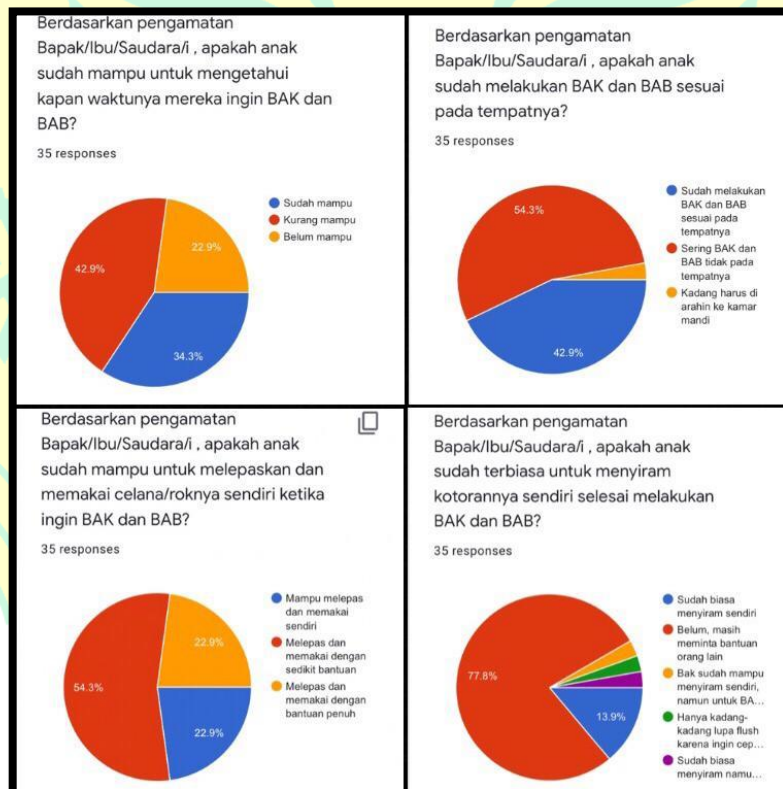 Berdasarkan pengamatan
Bapak/Ibu/Saudara/i , apakah anak
sudah mampu untuk mengetahui
kapan waktunya mereka ingin BAK dan
BAB?
35 responses
42.9%
22.9%
34.3%
Sudah mampu
Kurang mampu
Belum mampu
Berdasarkan pengamatan
Bapak/Ibu/Saudara/i , apakah anak
sudah melakukan BAK dan BAB sesuai
pada tempatnya?
35 responses
54.3%
42.9%
Sudah melakukan
BAK dan BAB
sesuai pada
tempatnya
Sering BAK dan
BAB tidak pada
tempatnya
Kadang harus di
arahin ke kamar
mandi
Berdasarkan pengamatan
Bapak/Ibu/Saudara/i , apakah anak
sudah mampu untuk melepaskan dan
memakai celana/roknya sendiri ketika
ingin BAK dan BAB?
35 responses
54.3%
22.9%
22.9%
Mampu melepas
dan memakai
sendiri
Melepas dan
memakai dengan
sedikit bantuan
Melepas dan
memakai dengan
bantuan penuh
Berdasarkan pengamatan
Bapak/Ibu/Saudara/i , apakah anak
sudah terbiasa untuk menyiram
kotorannya sendiri selesai melakukan
BAK dan BAB?
35 responses
77.8%
13.9%
Sudah biasa
menyiram sendiri
Belum, masih
meminta bantuan
orang lain
Bak sudah mampu
menyiram sendiri,
namun untuk BA...
Hanya kadang-
kadang lupa flush
karena ingin cep...
Sudah biasa
menyiram namu...